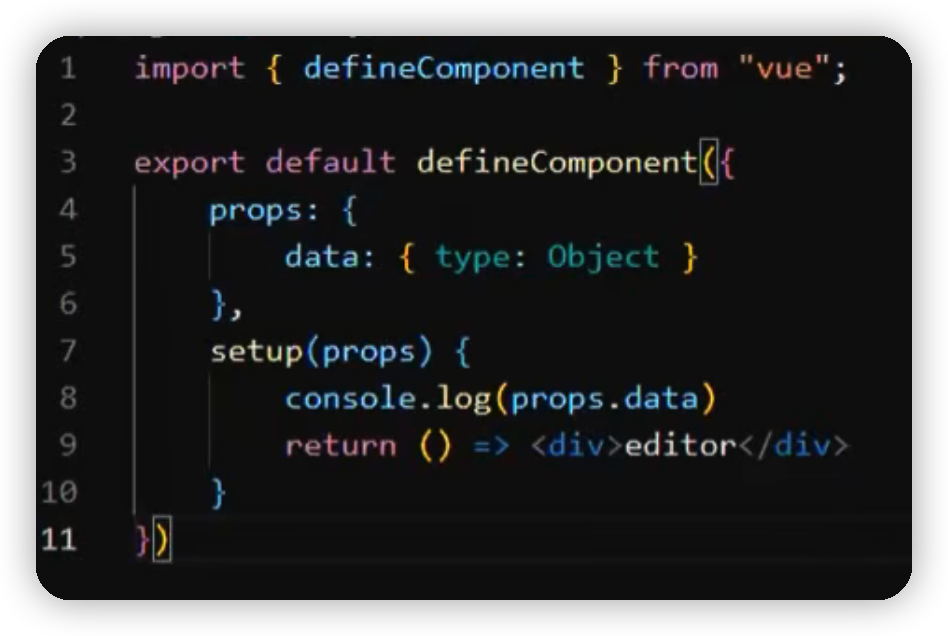 1 import { defineComponent } from "vue";
2
3 export default defineComponent({
4     props: {
5         data: { type: Object }
6     },
7     setup(props) {
8         console.log(props.data)
9         return () => <div>editor</div>
10     }
11 })